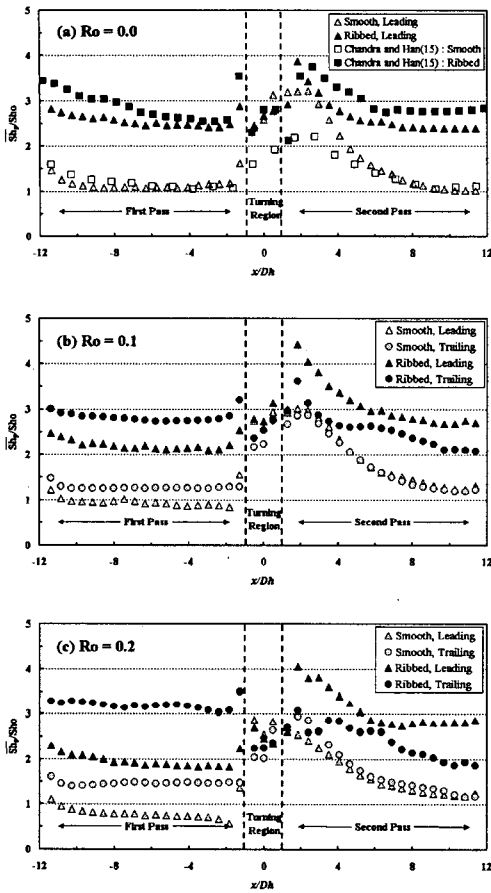 (a) Ro = 0.0
△ Smooth, Leading
▲ Ribbed, Leading
□ Chandra and Han(15) : Smooth
■ Chandra and Han(15) : Ribbed
5
4
3
2
1
0
Shp/Sho
First Pass
Turning
Region
Second Pass
-12 -8 -4 0 4 8 12
x/Dh
(b) Ro = 0.1
△ Smooth, Leading
○ Smooth, Trailing
▲ Ribbed, Leading
● Ribbed, Trailing
5
4
3
2
1
0
Shp/Sho
First Pass
Turning
Region
Second Pass
-12 -8 -4 0 4 8 12
x/Dh
(c) Ro = 0.2
△ Smooth, Leading
○ Smooth, Trailing
▲ Ribbed, Leading
● Ribbed, Trailing
5
4
3
2
1
0
Shp/Sho
First Pass
Turning
Region
Second Pass
-12 -8 -4 0 4 8 12
x/Dh